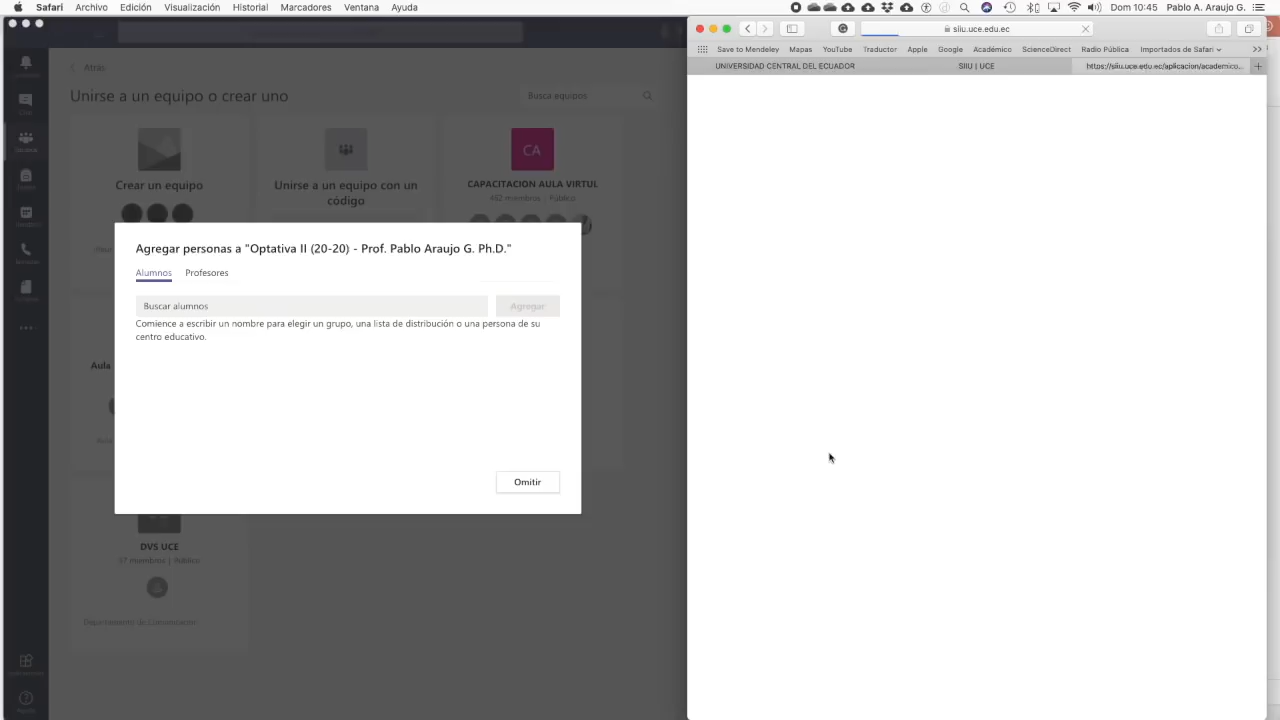 Safari Archivo Edición Visualización Historial Marcadores Ventana Ayuda
Dom 10:45 Pablo A. Araujo G.
Atrás
Unirse a un equipo o crear uno
Busca equipos
Crear un equipo
Unirse a un equipo con un
código
CA
CAPACITACION AULA VIRTUL
462 miembros | Público
Agregar personas a "Optativa II (20-20) - Prof. Pablo Araujo G. Ph.D."
Alumnos Profesores
Buscar alumnos
Agregar
Comience a escribir un nombre para elegir un grupo, una lista de distribución o una persona de su
centro educativo.
Omitir
Aula
DVS UCE
siiu.uce.edu.ec
Save to Mendeley Mapas YouTube Traductor Apple Google Académico ScienceDirect Radio Pública Importados de Safari
UNIVERSIDAD CENTRAL DEL ECUADOR
SIIU | UCE
https://siiu.uce.edu.ec/aplicacion/academico...